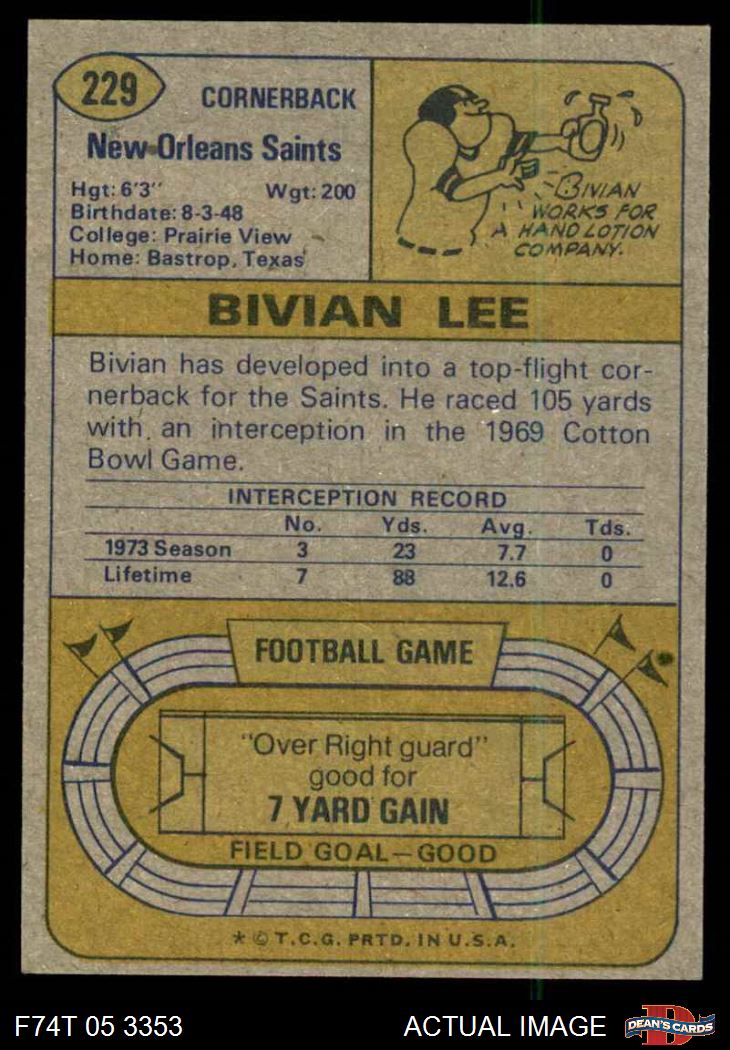 229
CORNERBACK
New Orleans Saints
Hgt: 6'3" Wgt: 200
Birthdate: 8-3-48
College: Prairie View
Home: Bastrop, Texas
BIVIAN
WORKS FOR
A HAND LOTION
COMPANY.
BIVIAN LEE
Bivian has developed into a top-flight cor-
nerback for the Saints. He raced 105 yards
with an interception in the 1969 Cotton
Bowl Game.
INTERCEPTION RECORD
No. Yds. Avg. Tds.
1973 Season 3 23 7.7 0
Lifetime 7 88 12.6 0
FOOTBALL GAME
"Over Right guard"
good for
7 YARD GAIN
FIELD GOAL—GOOD
* © T.C.G. PRTD. IN U.S.A.
F74T 05 3353 ACTUAL IMAGE
D
DEAN'S CARDS